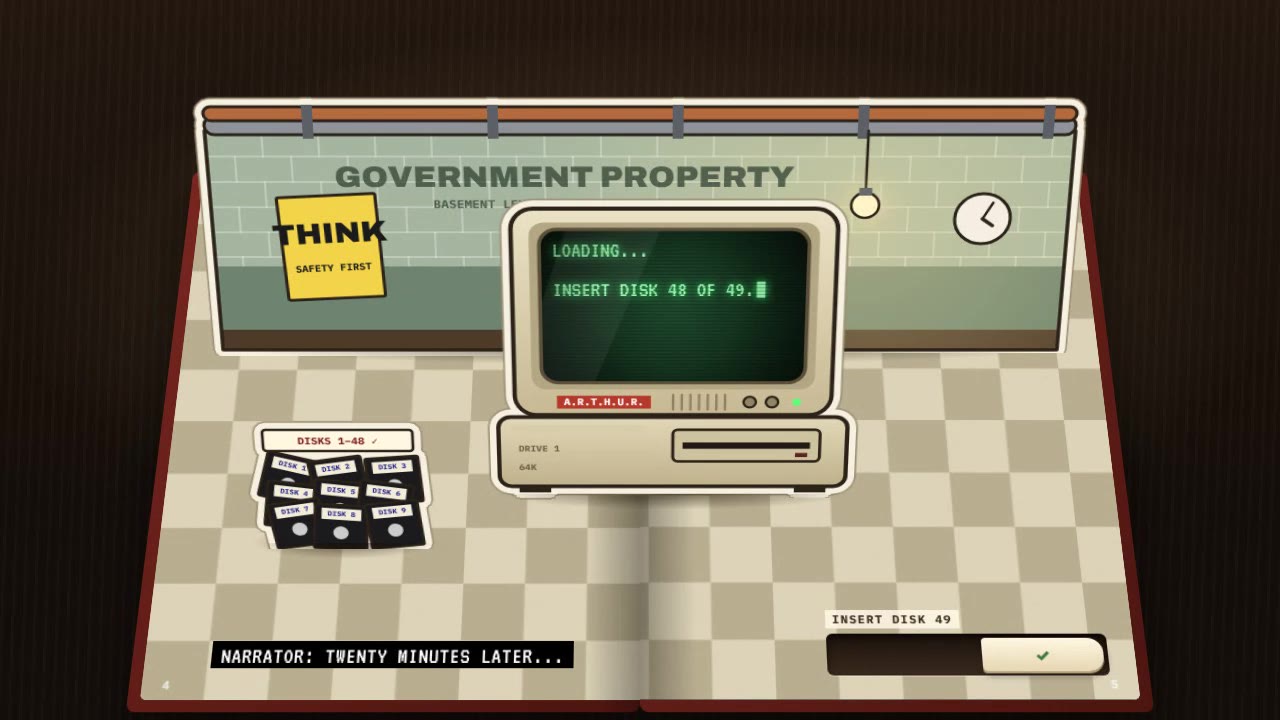 GOVERNMENT PROPERTY
BASEMENT
THINK
SAFETY FIRST
LOADING...
INSERT DISK 48 OF 49.
A.R.T.H.U.R.
DRIVE 1
64K
DISKS 1-48 ✓
DISK 1
DISK 2
DISK 3
DISK 4
DISK 5
DISK 6
DISK 7
DISK 8
DISK 9
INSERT DISK 49
✓
NARRATOR: TWENTY MINUTES LATER...
4
5